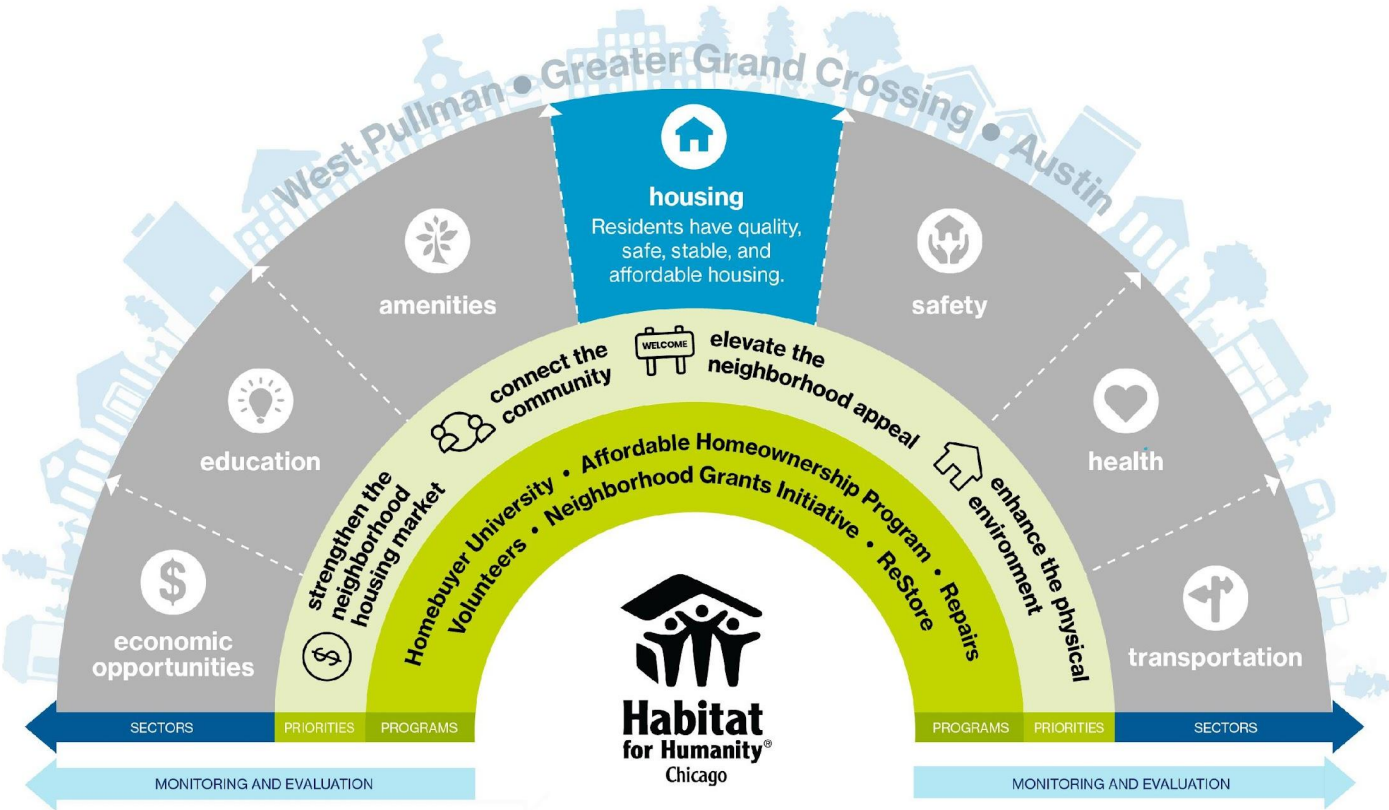 West Pullman • Greater Grand Crossing • Austin
housing
Residents have quality,
safe, stable, and
affordable housing.
amenities
safety
education
health
economic
opportunities
transportation
strengthen the
neighborhood
housing market
connect the
community
WELCOME
elevate the
neighborhood appeal
enhance the physical
environment
$
$
Homebuyer University • Affordable Homeownership Program • Repairs
Volunteers • Neighborhood Grants Initiative • ReStore
Habitat
for Humanity®
Chicago
SECTORS
PRIORITIES
PROGRAMS
PROGRAMS
PRIORITIES
SECTORS
MONITORING AND EVALUATION
MONITORING AND EVALUATION